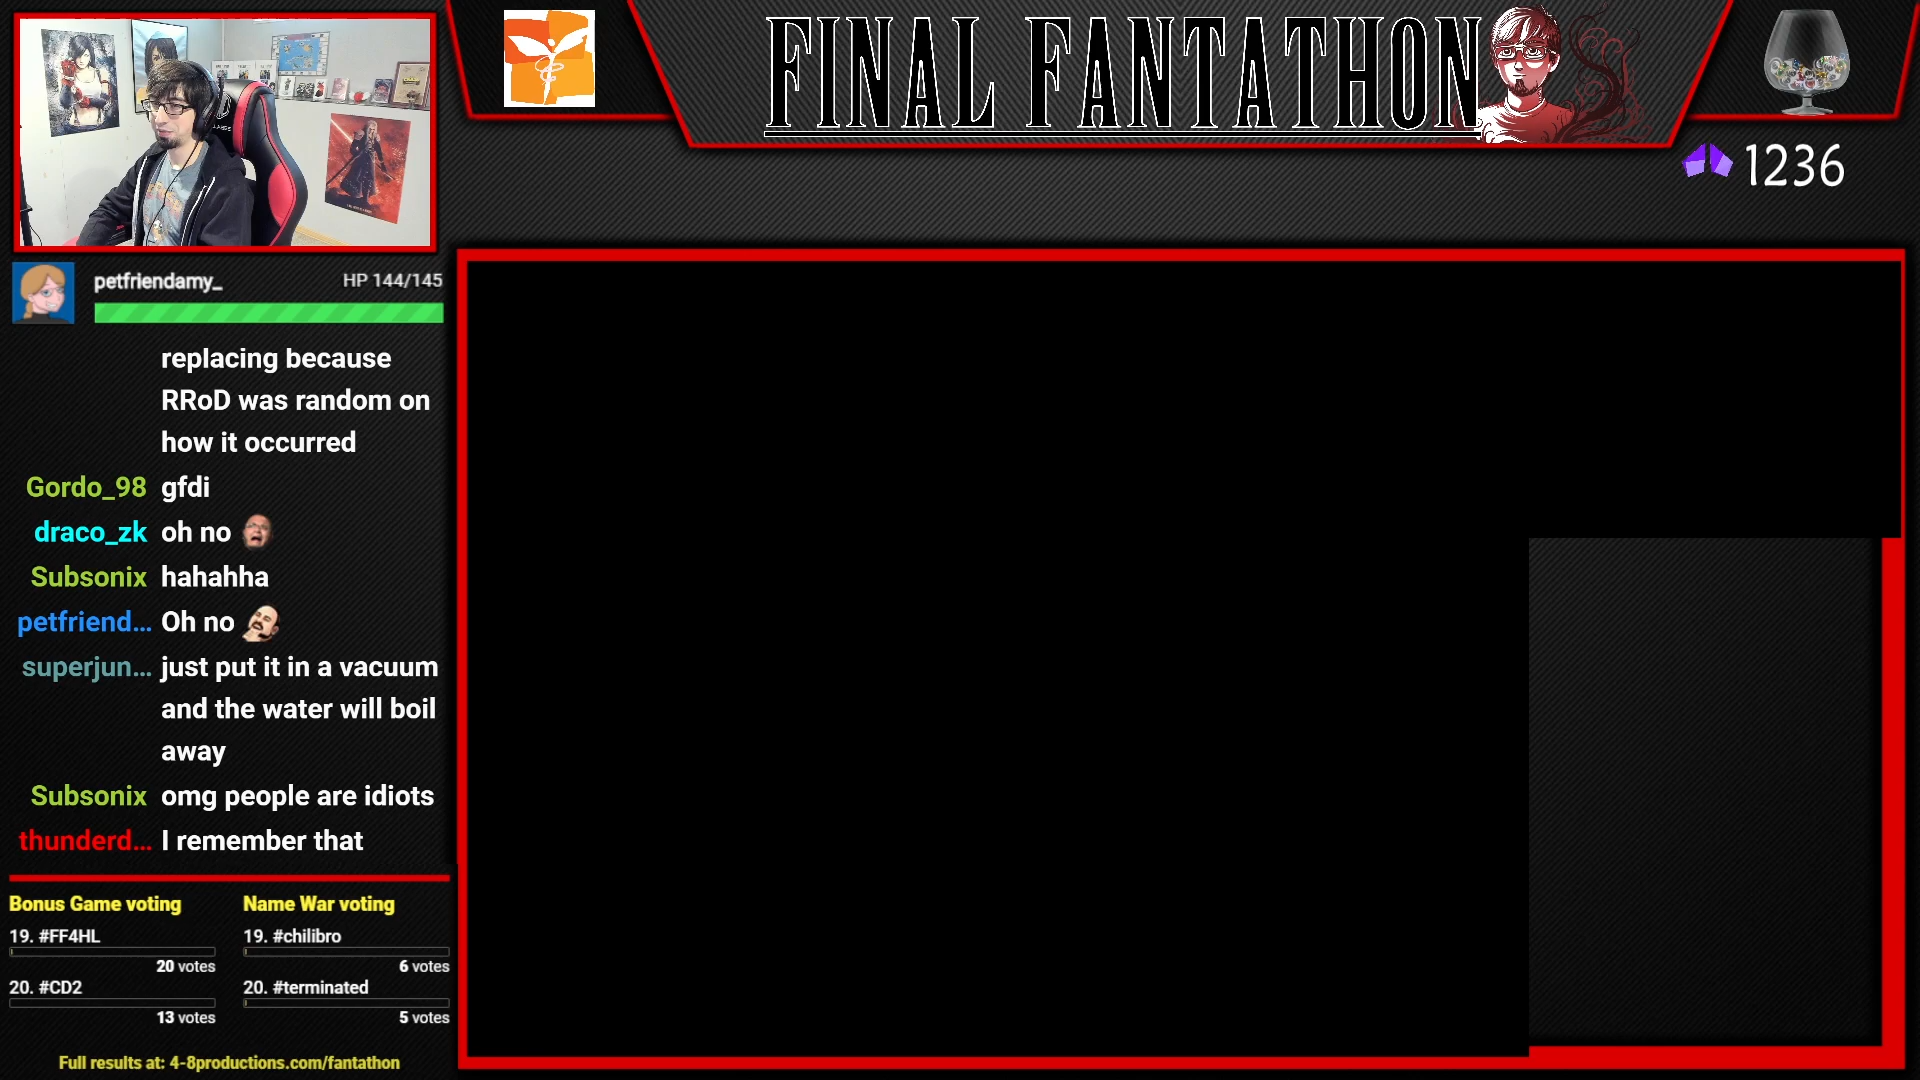 FINAL FANTATHON
1236
petfriendamy_ HP 144/145
replacing because
RRoD was random on
how it occurred
Gordo_98 gfdi
draco_zk oh no
Subsonix hahahha
petfriend... Oh no
superjun... just put it in a vacuum
and the water will boil
away
Subsonix omg people are idiots
thunderd... I remember that
Bonus Game voting
19. #FF4HL
20 votes
20. #CD2
13 votes
Name War voting
19. #chilibro
6 votes
20. #terminated
5 votes
Full results at: 4-8productions.com/fantathon